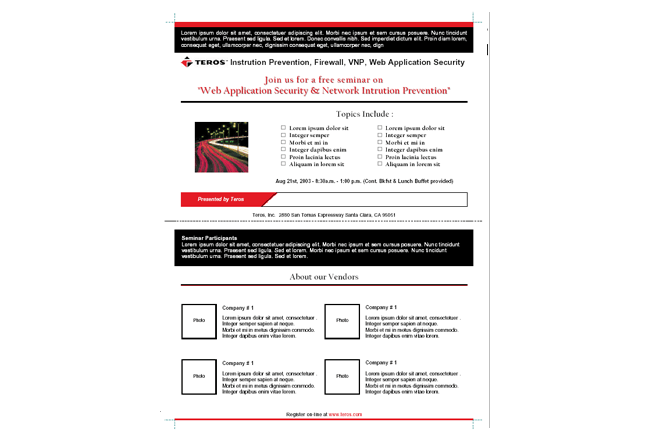 Lorem ipsum dolor sit amet, consectetuer adipiscing elit. Morbi nec ipsum et sem cursus posuere. Nunc tincidunt
vestibulum urna. Praesent sed ligula. Sed et lorem. Donec convallis nibh. Sed imperdiet dictum elit. Proin diam lorem,
consequat eget, ullamcorper nec, dignissim consequat eget, ullamcorper nec, dign
TEROS™ Instrution Prevention, Firewall, VNP, Web Application Security
Join us for a free seminar on
"Web Application Security & Network Intrution Prevention"
Topics Include :
Lorem ipsum dolor sit
Integer semper
Morbi et mi in
Integer dapibus enim
Proin lacinia lectus
Aliquam in lorem sit
Lorem ipsum dolor sit
Integer semper
Morbi et mi in
Integer dapibus enim
Proin lacinia lectus
Aliquam in lorem sit
Aug 21st, 2003 - 8:30a.m. - 1:00 p.m. (Cont. Bkfst & Lunch Buffet provided)
Presented by Teros
Teros, Inc. 2880 San Tomas Expressway Santa Clara, CA 95051
Seminar Participants
Lorem ipsum dolor sit amet, consectetuer adipiscing elit. Morbi nec ipsum et sem cursus posuere. Nunc tincidunt
vestibulum urna. Praesent sed ligula. Sed et lorem. Morbi nec ipsum et sem cursus posuere. Nunc tincidunt
vestibulum urna. Praesent sed ligula. Sed et lorem.
About our Vendors
Photo
Company # 1
Lorem ipsum dolor sit amet, consectetuer .
Integer semper sapien at neque.
Morbi et mi in metus dignissim commodo.
Integer dapibus enim vitae lorem.
Photo
Company # 1
Lorem ipsum dolor sit amet, consectetuer .
Integer semper sapien at neque.
Morbi et mi in metus dignissim commodo.
Integer dapibus enim vitae lorem.
Photo
Company # 1
Lorem ipsum dolor sit amet, consectetuer .
Integer semper sapien at neque.
Morbi et mi in metus dignissim commodo.
Integer dapibus enim vitae lorem.
Photo
Company # 1
Lorem ipsum dolor sit amet, consectetuer .
Integer semper sapien at neque.
Morbi et mi in metus dignissim commodo.
Integer dapibus enim vitae lorem.
Register on-line at www.teros.com